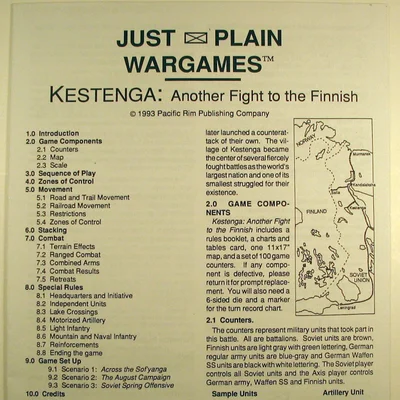 JUST PLAIN
WARGAMES™
KESTENGA: Another Fight to the Finnish
© 1993 Pacific Rim Publishing Company
1.0 Introduction
2.0 Game Components
2.1 Counters
2.2 Map
2.3 Scale
3.0 Sequence of Play
4.0 Zones of Control
5.0 Movement
5.1 Road and Trail Movement
5.2 Railroad Movement
5.3 Restrictions
5.4 Zones of Control
6.0 Stacking
7.0 Combat
7.1 Terrain Effects
7.2 Ranged Combat
7.3 Combined Arms
7.4 Combat Results
7.5 Retreats
8.0 Special Rules
8.1 Headquarters and Initiative
8.2 Independent Units
8.3 Lake Crossings
8.4 Motorized Artillery
8.5 Light Infantry
8.6 Mountain and Naval Infantry
8.7 Reinforcements
8.8 Ending the game
9.0 Game Set Up
9.1 Scenario 1: Across the Sof'yanga
9.2 Scenario 2: The August Campaign
9.3 Scenario 3: Soviet Spring Offensive
10.0 Credits
later launched a counterat-
tack of their own. The vil-
lage of Kestenga became
the center of several fiercely
fought battles as the world's
largest nation and one of its
smallest struggled for their
existence.
2.0 GAME COMPO-
NENTS
Kestenga: Another Fight
to the Finnish includes a
rules booklet, a charts and
tables card, one 11x17"
map, and a set of 100 game
counters. If any compo-
nent is defective, please
return it for prompt replace-
ment. You will also need a
6-sided die and a marker
for the turn record chart.
2.1 Counters.
The counters represent military units that took part in
this battle. All are battalions. Soviet units are brown,
Finnish units are light gray with green lettering, German
regular army units are blue-gray and German Waffen
SS units are black with white lettering. The Soviet player
controls all Soviet units and the Axis player controls
German army, Waffen SS and Finnish units.
Sample Units Artillery Unit
NORWAY
Murmansk
Kandalaksha
Kestenga
FINLAND
SOVIET
UNION
Leningrad